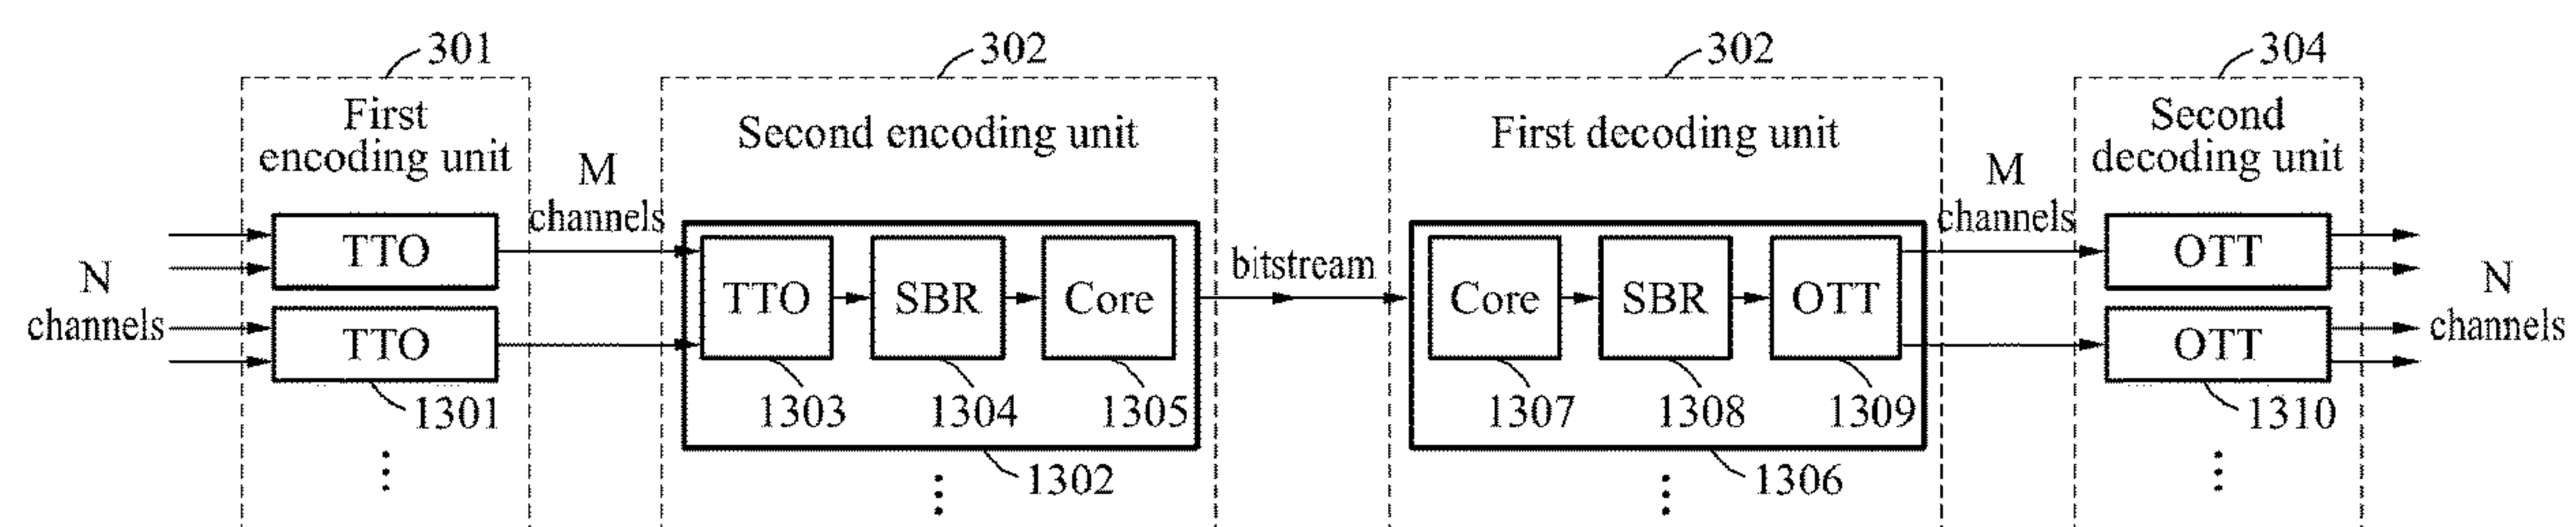 301
302
302
304
First
encoding unit
Second encoding unit
First decoding unit
Second
decoding unit
M
channels
M
channels
N
channels
TTO
TTO
1301
TTO
SBR
Core
1303
1304
1305
1302
bitstream
Core
SBR
OTT
1307
1308
1309
1306
OTT
OTT
1310
N
channels